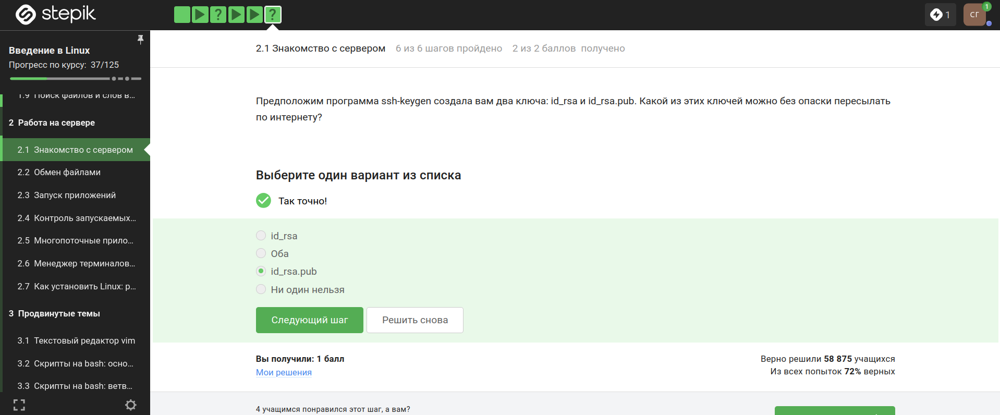 stepik
?
?
1
СГ
1
Введение в Linux
Прогресс по курсу: 37/125
1.9 Поиск файлов и слов в...
2 Работа на сервере
2.1 Знакомство с сервером
2.2 Обмен файлами
2.3 Запуск приложений
2.4 Контроль запускаемых...
2.5 Многопоточные прило...
2.6 Менеджер терминалов...
2.7 Как установить Linux: р...
3 Продвинутые темы
3.1 Текстовый редактор vim
3.2 Скрипты на bash: осно...
3.3 Скрипты на bash: ветв...
2.1 Знакомство с сервером 6 из 6 шагов пройдено 2 из 2 баллов получено
Предположим программа ssh-keygen создала вам два ключа: id_rsa и id_rsa.pub. Какой из этих ключей можно без опаски пересылать
по интернету?
Выберите один вариант из списка
Так точно!
id_rsa
Оба
id_rsa.pub
Ни один нельзя
Следующий шаг
Решить снова
Вы получили: 1 балл
Мои решения
Верно решили 58 875 учащихся
Из всех попыток 72% верных
4 учащимся понравился этот шаг, а вам?